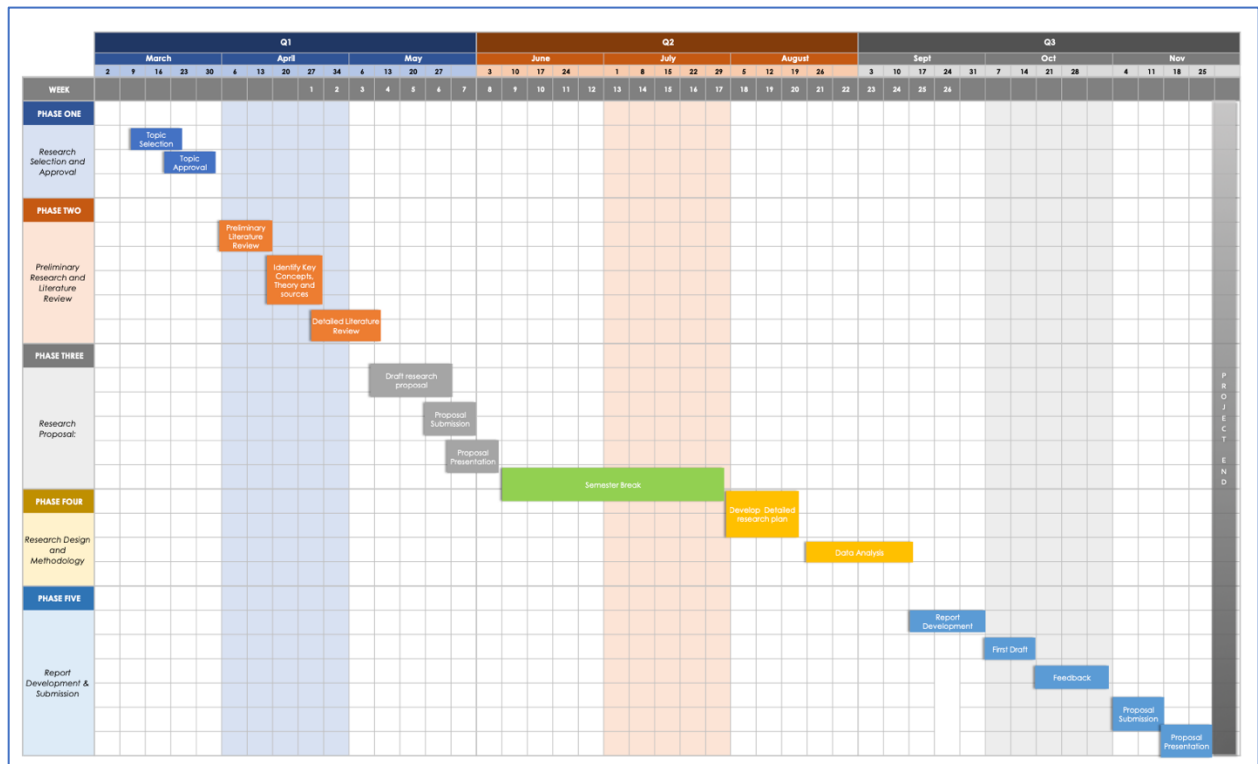 Q1 Q2 Q3
March April May June July August Sept Oct Nov
2 9 16 23 30 6 13 20 27 34 6 13 20 27 3 10 17 24 1 8 15 22 29 5 12 19 26 3 10 17 24 31 7 14 21 28 4 11 18 25
WEEK 1 2 3 4 5 6 7 8 9 10 11 12 13 14 15 16 17 18 19 20 21 22 23 24 25 26
PHASE ONE
Topic
Selection
Research
Selection and
Approval
Topic
Approval
PHASE TWO
Preliminary
Literature
Review
Preliminary
Research and
Literature
Review
Identify Key
Concepts,
Theory and
sources
Detailed Literature
Review
PHASE THREE
Draft research
proposal
Research
Proposal:
Proposal
Submission
Proposal
Presentation
Semester Break
PHASE FOUR
Develop Detailed
research plan
Research Design
and
Methodology
Data Analysis
PHASE FIVE
Report
Development
First Draft
Report
Development &
Submission
Feedback
Proposal
Submission
Proposal
Presentation
PROJECT END